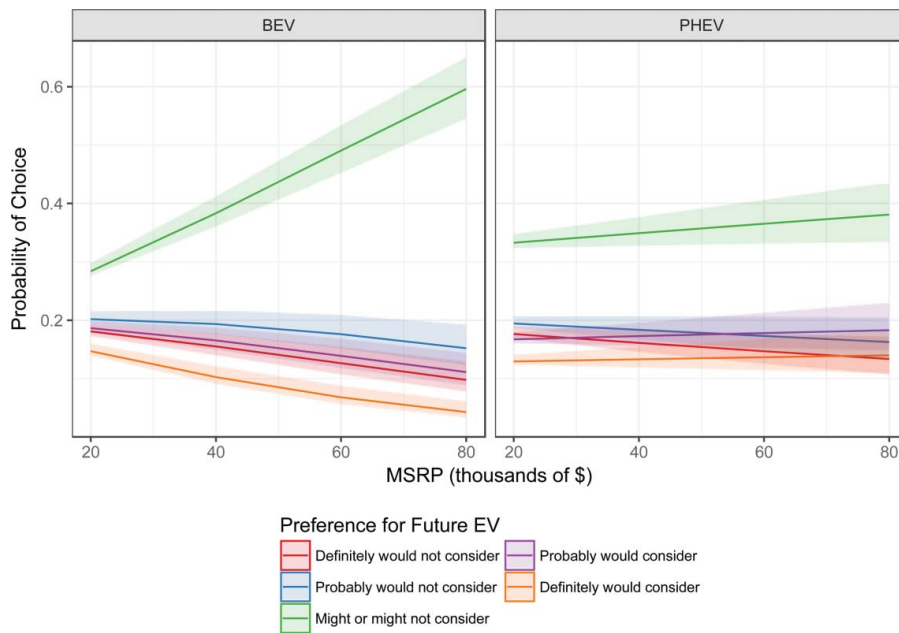 BEV PHEV
0.6
0.4
0.2
Probability of Choice
20 40 60 80 20 40 60 80
MSRP (thousands of $)
Preference for Future EV
Definitely would not consider Probably would consider
Probably would not consider Definitely would consider
Might or might not consider